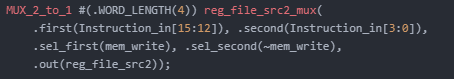 MUX_2_to_1 #(.WORD_LENGTH(4)) reg_file_src2_mux(
.first(Instruction_in[15:12]), .second(Instruction_in[3:0]),
.sel_first(mem_write), .sel_second(~mem_write),
.out(reg_file_src2));